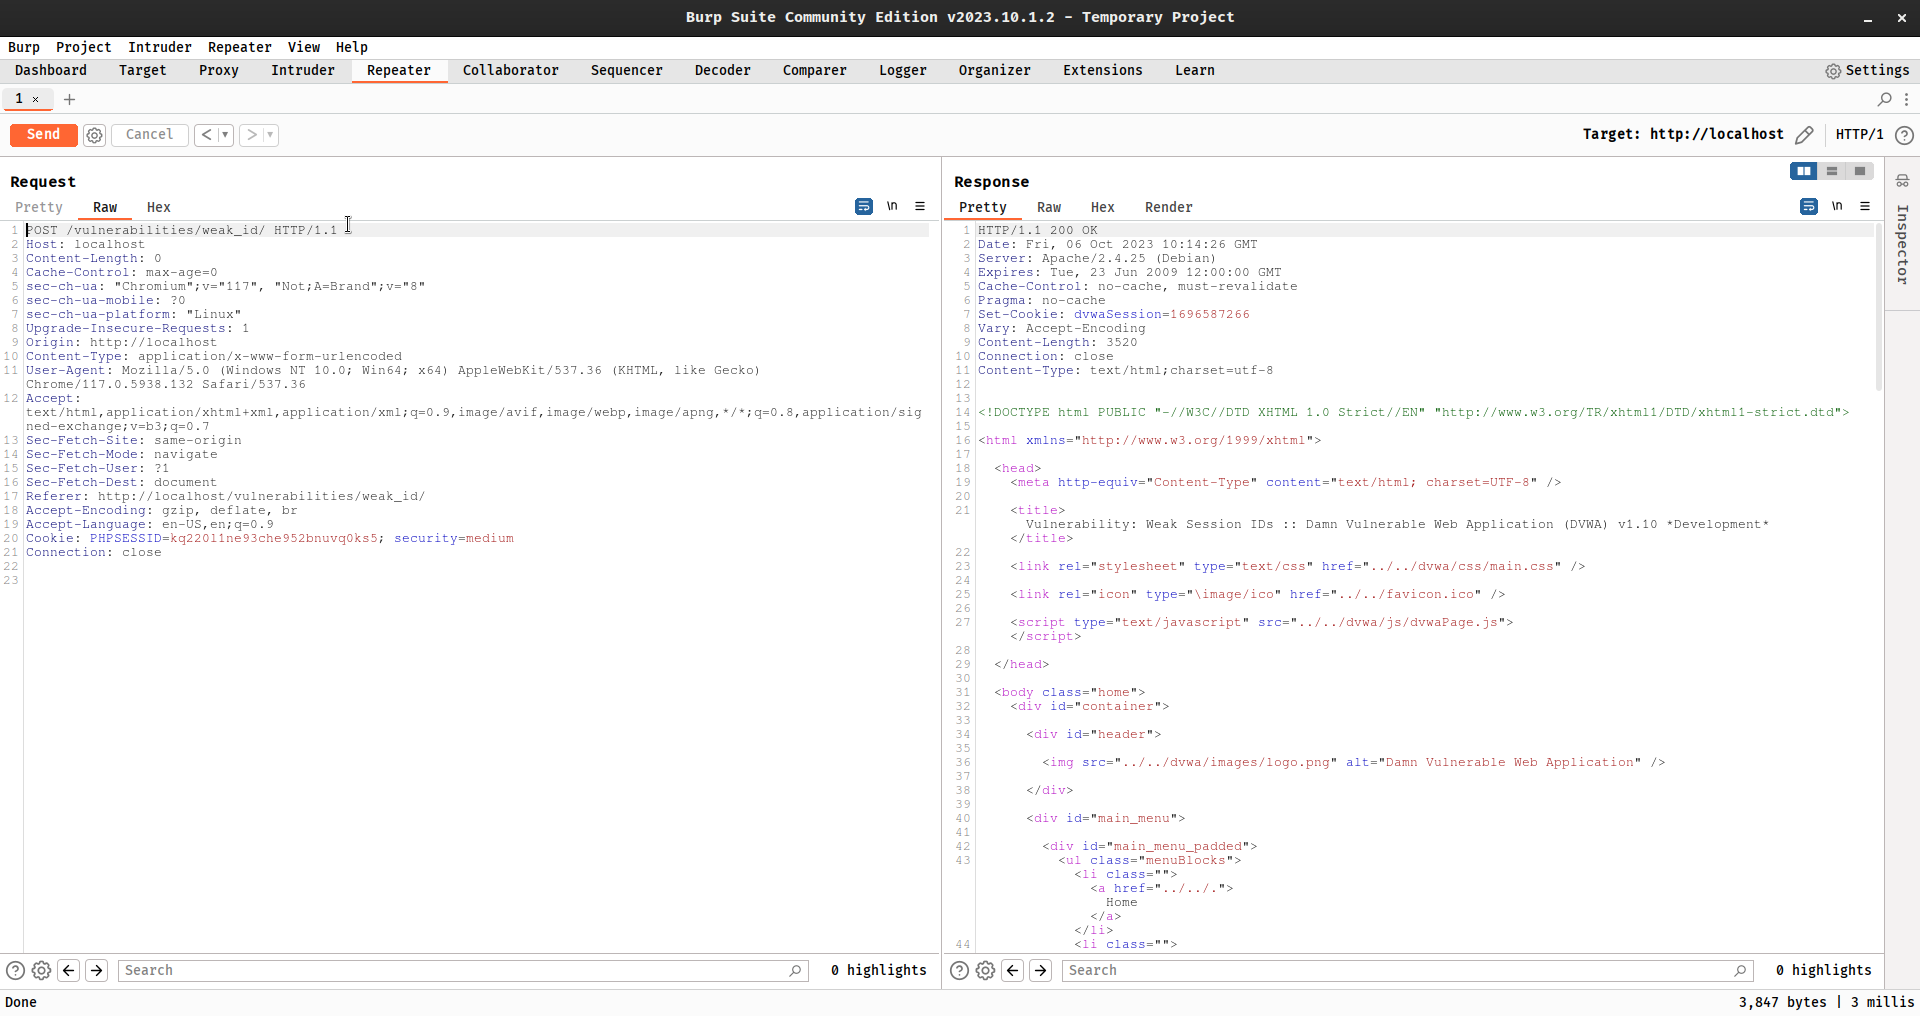 Burp Suite Community Edition v2023.10.1.2 - Temporary Project
Burp Project Intruder Repeater View Help
Dashboard Target Proxy Intruder Repeater Collaborator Sequencer Decoder Comparer Logger Organizer Extensions Learn Settings
1 × +
Send Cancel < > Target: http://localhost HTTP/1
Request
Pretty Raw Hex \n
1 POST /vulnerabilities/weak_id/ HTTP/1.1
2 Host: localhost
3 Content-Length: 0
4 Cache-Control: max-age=0
5 sec-ch-ua: "Chromium";v="117", "Not;A=Brand";v="8"
6 sec-ch-ua-mobile: ?0
7 sec-ch-ua-platform: "Linux"
8 Upgrade-Insecure-Requests: 1
9 Origin: http://localhost
10 Content-Type: application/x-www-form-urlencoded
11 User-Agent: Mozilla/5.0 (Windows NT 10.0; Win64; x64) AppleWebKit/537.36 (KHTML, like Gecko)
Chrome/117.0.5938.132 Safari/537.36
12 Accept:
text/html,application/xhtml+xml,application/xml;q=0.9,image/avif,image/webp,image/apng,*/*;q=0.8,application/sig
ned-exchange;v=b3;q=0.7
13 Sec-Fetch-Site: same-origin
14 Sec-Fetch-Mode: navigate
15 Sec-Fetch-User: ?1
16 Sec-Fetch-Dest: document
17 Referer: http://localhost/vulnerabilities/weak_id/
18 Accept-Encoding: gzip, deflate, br
19 Accept-Language: en-US,en;q=0.9
20 Cookie: PHPSESSID=kq220l1ne93che952bnuvq0ks5; security=medium
21 Connection: close
22
23
Search 0 highlights
Response
Pretty Raw Hex Render \n
1 HTTP/1.1 200 OK
2 Date: Fri, 06 Oct 2023 10:14:26 GMT
3 Server: Apache/2.4.25 (Debian)
4 Expires: Tue, 23 Jun 2009 12:00:00 GMT
5 Cache-Control: no-cache, must-revalidate
6 Pragma: no-cache
7 Set-Cookie: dvwaSession=1696587266
8 Vary: Accept-Encoding
9 Content-Length: 3520
10 Connection: close
11 Content-Type: text/html;charset=utf-8
12
13
14 <!DOCTYPE html PUBLIC "-//W3C//DTD XHTML 1.0 Strict//EN" "http://www.w3.org/TR/xhtml1/DTD/xhtml1-strict.dtd">
15
16 <html xmlns="http://www.w3.org/1999/xhtml">
17
18 <head>
19 <meta http-equiv="Content-Type" content="text/html; charset=UTF-8" />
20
21 <title>
Vulnerability: Weak Session IDs :: Damn Vulnerable Web Application (DVWA) v1.10 *Development*
</title>
22
23 <link rel="stylesheet" type="text/css" href="../../dvwa/css/main.css" />
24
25 <link rel="icon" type="\image/ico" href="../../favicon.ico" />
26
27 <script type="text/javascript" src="../../dvwa/js/dvwaPage.js">
</script>
28
29 </head>
30
31 <body class="home">
32 <div id="container">
33
34 <div id="header">
35
36 <img src="../../dvwa/images/logo.png" alt="Damn Vulnerable Web Application" />
37
38 </div>
39
40 <div id="main_menu">
41
42 <div id="main_menu_padded">
43 <ul class="menuBlocks">
<li class="">
<a href="../../.">
Home
</a>
</li>
44 <li class="">
Search 0 highlights
Inspector
Done 3,847 bytes | 3 millis